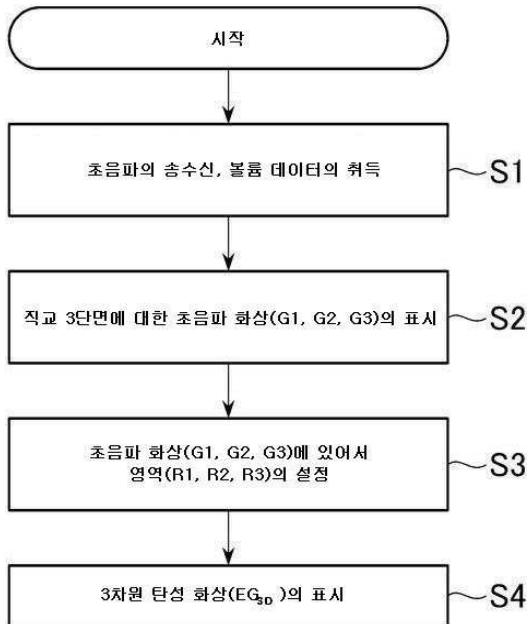 시작
초음파의 송수신, 볼륨 데이터의 취득
S1
직교 3단면에 대한 초음파 화상(G1, G2, G3)의 표시
S2
초음파 화상(G1, G2, G3)에 있어서
영역(R1, R2, R3)의 설정
S3
3차원 탄성 화상(EG3D )의 표시
S4